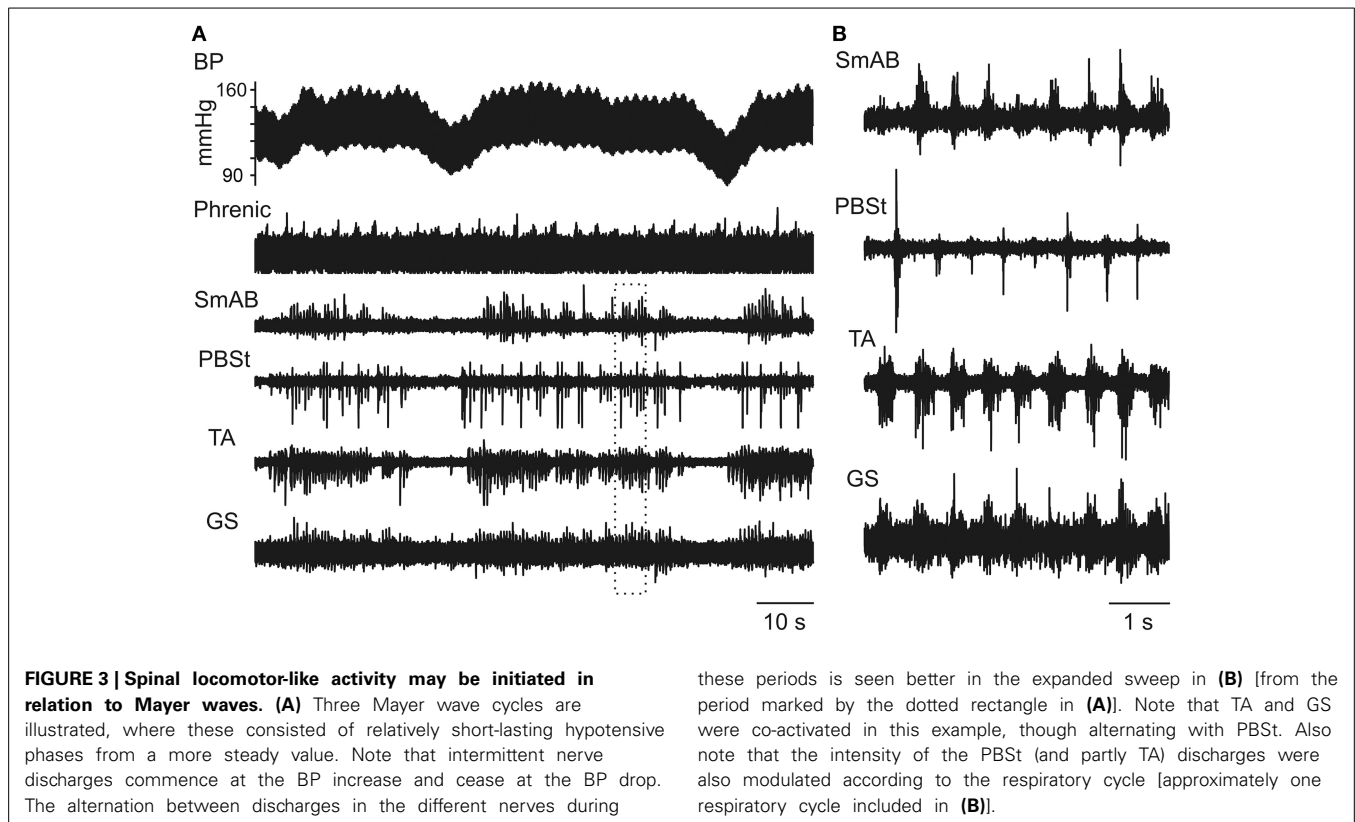 A
BP
160
mmHg
90
Phrenic
SmAB
PBSt
TA
GS
10 s
B
SmAB
PBSt
TA
GS
1 s
FIGURE 3 | Spinal locomotor-like activity may be initiated in
relation to Mayer waves. (A) Three Mayer wave cycles are
illustrated, where these consisted of relatively short-lasting hypotensive
phases from a more steady value. Note that intermittent nerve
discharges commence at the BP increase and cease at the BP drop.
The alternation between discharges in the different nerves during
these periods is seen better in the expanded sweep in (B) [from the
period marked by the dotted rectangle in (A)]. Note that TA and GS
were co-activated in this example, though alternating with PBSt. Also
note that the intensity of the PBSt (and partly TA) discharges were
also modulated according to the respiratory cycle [approximately one
respiratory cycle included in (B)].